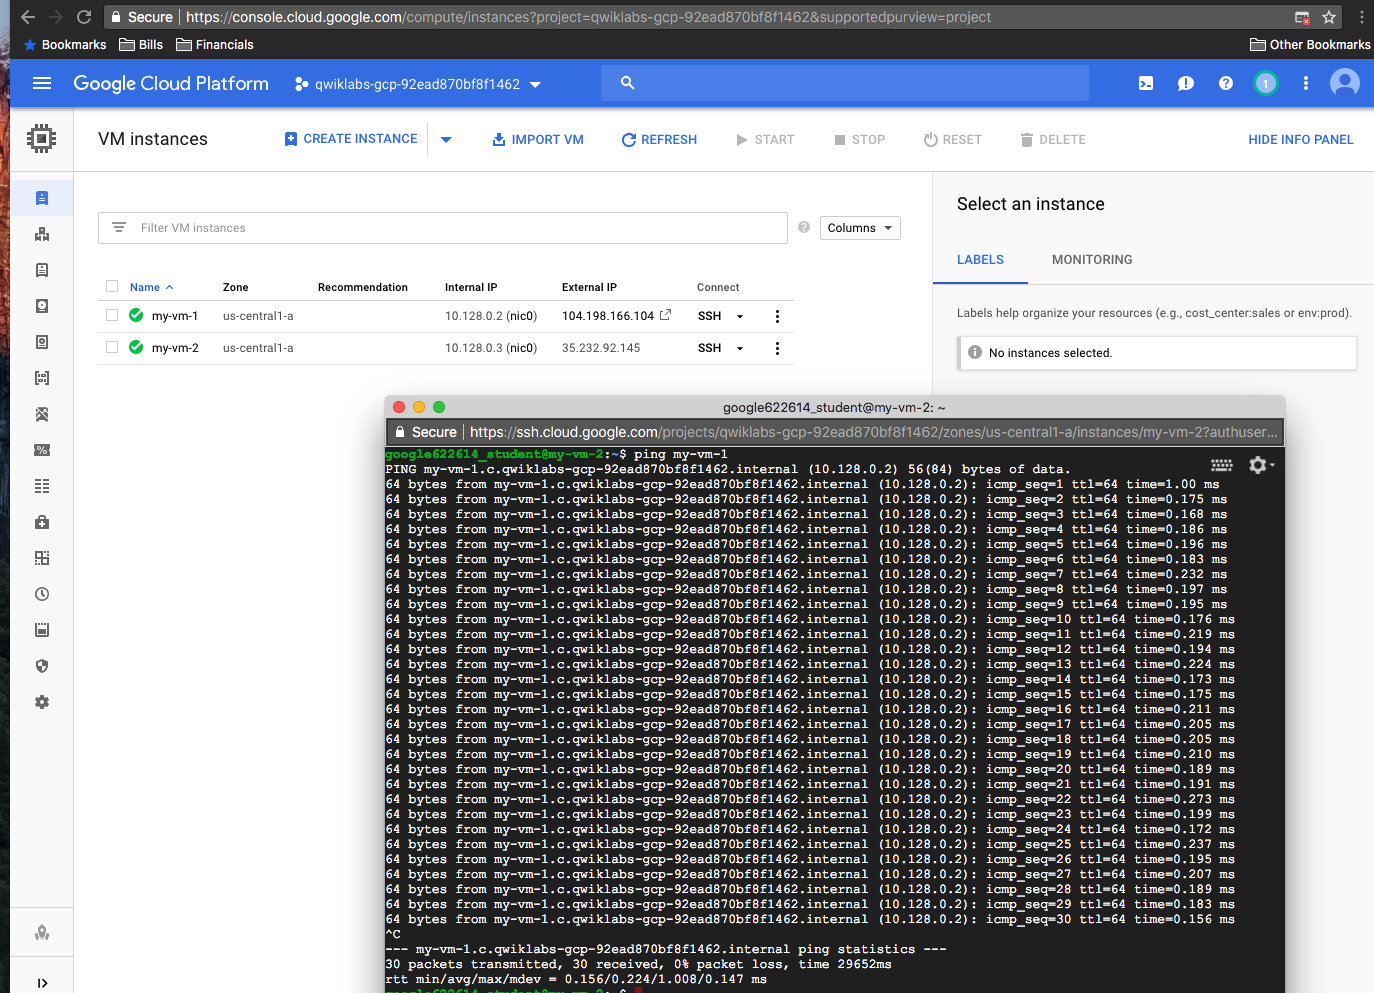 Secure | https://console.cloud.google.com/compute/instances?project=qwiklabs-gcp-92ead870bf8f1462&supportedpurview=project
Bookmarks Bills Financials Other Bookmarks
Google Cloud Platform qwiklabs-gcp-92ead870bf8f1462 1
VM instances CREATE INSTANCE IMPORT VM REFRESH START STOP RESET DELETE HIDE INFO PANEL
Filter VM instances Columns
Name Zone Recommendation Internal IP External IP Connect
my-vm-1 us-central1-a 10.128.0.2 (nic0) 104.198.166.104 SSH
my-vm-2 us-central1-a 10.128.0.3 (nic0) 35.232.92.145 SSH
Select an instance
LABELS MONITORING
Labels help organize your resources (e.g., cost_center:sales or env:prod).
No instances selected.
google622614_student@my-vm-2: ~
Secure | https://ssh.cloud.google.com/projects/qwiklabs-gcp-92ead870bf8f1462/zones/us-central1-a/instances/my-vm-2?authuser...
google622614_student@my-vm-2:~$ ping my-vm-1
PING my-vm-1.c.qwiklabs-gcp-92ead870bf8f1462.internal (10.128.0.2) 56(84) bytes of data.
64 bytes from my-vm-1.c.qwiklabs-gcp-92ead870bf8f1462.internal (10.128.0.2): icmp_seq=1 ttl=64 time=1.00 ms
64 bytes from my-vm-1.c.qwiklabs-gcp-92ead870bf8f1462.internal (10.128.0.2): icmp_seq=2 ttl=64 time=0.175 ms
64 bytes from my-vm-1.c.qwiklabs-gcp-92ead870bf8f1462.internal (10.128.0.2): icmp_seq=3 ttl=64 time=0.168 ms
64 bytes from my-vm-1.c.qwiklabs-gcp-92ead870bf8f1462.internal (10.128.0.2): icmp_seq=4 ttl=64 time=0.186 ms
64 bytes from my-vm-1.c.qwiklabs-gcp-92ead870bf8f1462.internal (10.128.0.2): icmp_seq=5 ttl=64 time=0.196 ms
64 bytes from my-vm-1.c.qwiklabs-gcp-92ead870bf8f1462.internal (10.128.0.2): icmp_seq=6 ttl=64 time=0.183 ms
64 bytes from my-vm-1.c.qwiklabs-gcp-92ead870bf8f1462.internal (10.128.0.2): icmp_seq=7 ttl=64 time=0.232 ms
64 bytes from my-vm-1.c.qwiklabs-gcp-92ead870bf8f1462.internal (10.128.0.2): icmp_seq=8 ttl=64 time=0.197 ms
64 bytes from my-vm-1.c.qwiklabs-gcp-92ead870bf8f1462.internal (10.128.0.2): icmp_seq=9 ttl=64 time=0.195 ms
64 bytes from my-vm-1.c.qwiklabs-gcp-92ead870bf8f1462.internal (10.128.0.2): icmp_seq=10 ttl=64 time=0.176 ms
64 bytes from my-vm-1.c.qwiklabs-gcp-92ead870bf8f1462.internal (10.128.0.2): icmp_seq=11 ttl=64 time=0.219 ms
64 bytes from my-vm-1.c.qwiklabs-gcp-92ead870bf8f1462.internal (10.128.0.2): icmp_seq=12 ttl=64 time=0.194 ms
64 bytes from my-vm-1.c.qwiklabs-gcp-92ead870bf8f1462.internal (10.128.0.2): icmp_seq=13 ttl=64 time=0.224 ms
64 bytes from my-vm-1.c.qwiklabs-gcp-92ead870bf8f1462.internal (10.128.0.2): icmp_seq=14 ttl=64 time=0.173 ms
64 bytes from my-vm-1.c.qwiklabs-gcp-92ead870bf8f1462.internal (10.128.0.2): icmp_seq=15 ttl=64 time=0.175 ms
64 bytes from my-vm-1.c.qwiklabs-gcp-92ead870bf8f1462.internal (10.128.0.2): icmp_seq=16 ttl=64 time=0.211 ms
64 bytes from my-vm-1.c.qwiklabs-gcp-92ead870bf8f1462.internal (10.128.0.2): icmp_seq=17 ttl=64 time=0.205 ms
64 bytes from my-vm-1.c.qwiklabs-gcp-92ead870bf8f1462.internal (10.128.0.2): icmp_seq=18 ttl=64 time=0.205 ms
64 bytes from my-vm-1.c.qwiklabs-gcp-92ead870bf8f1462.internal (10.128.0.2): icmp_seq=19 ttl=64 time=0.210 ms
64 bytes from my-vm-1.c.qwiklabs-gcp-92ead870bf8f1462.internal (10.128.0.2): icmp_seq=20 ttl=64 time=0.189 ms
64 bytes from my-vm-1.c.qwiklabs-gcp-92ead870bf8f1462.internal (10.128.0.2): icmp_seq=21 ttl=64 time=0.191 ms
64 bytes from my-vm-1.c.qwiklabs-gcp-92ead870bf8f1462.internal (10.128.0.2): icmp_seq=22 ttl=64 time=0.273 ms
64 bytes from my-vm-1.c.qwiklabs-gcp-92ead870bf8f1462.internal (10.128.0.2): icmp_seq=23 ttl=64 time=0.199 ms
64 bytes from my-vm-1.c.qwiklabs-gcp-92ead870bf8f1462.internal (10.128.0.2): icmp_seq=24 ttl=64 time=0.172 ms
64 bytes from my-vm-1.c.qwiklabs-gcp-92ead870bf8f1462.internal (10.128.0.2): icmp_seq=25 ttl=64 time=0.237 ms
64 bytes from my-vm-1.c.qwiklabs-gcp-92ead870bf8f1462.internal (10.128.0.2): icmp_seq=26 ttl=64 time=0.195 ms
64 bytes from my-vm-1.c.qwiklabs-gcp-92ead870bf8f1462.internal (10.128.0.2): icmp_seq=27 ttl=64 time=0.207 ms
64 bytes from my-vm-1.c.qwiklabs-gcp-92ead870bf8f1462.internal (10.128.0.2): icmp_seq=28 ttl=64 time=0.189 ms
64 bytes from my-vm-1.c.qwiklabs-gcp-92ead870bf8f1462.internal (10.128.0.2): icmp_seq=29 ttl=64 time=0.183 ms
64 bytes from my-vm-1.c.qwiklabs-gcp-92ead870bf8f1462.internal (10.128.0.2): icmp_seq=30 ttl=64 time=0.156 ms
^C
--- my-vm-1.c.qwiklabs-gcp-92ead870bf8f1462.internal ping statistics ---
30 packets transmitted, 30 received, 0% packet loss, time 29652ms
rtt min/avg/max/mdev = 0.156/0.224/1.008/0.147 ms
google622614_student@my-vm-2:~$